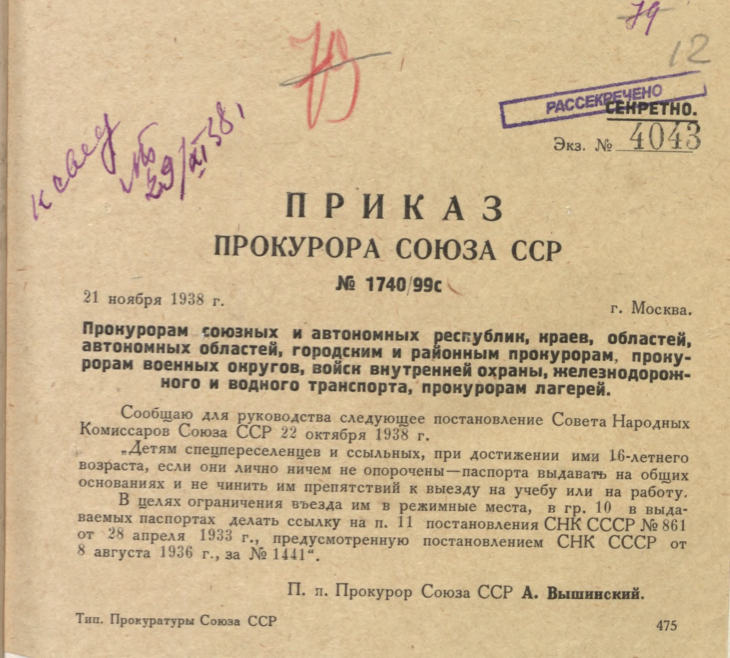 79
12
РАССЕКРЕЧЕНО
СЕКРЕТНО.
Экз. № 4043
к свед
29/XI 38
ПРИКАЗ
ПРОКУРОРА СОЮЗА ССР
№ 1740/99с
21 ноября 1938 г.
г. Москва.
Прокурорам союзных и автономных республик, краев, областей,
автономных областей, городским и районным прокурорам, проку-
рорам военных округов, войск внутренней охраны, железнодорож-
ного и водного транспорта, прокурорам лагерей.
Сообщаю для руководства следующее постановление Совета Народных
Комиссаров Союза ССР 22 октября 1938 г.
„Детям спецпереселенцев и ссыльных, при достижении ими 16-летнего
возраста, если они лично ничем не опорочены—паспорта выдавать на общих
основаниях и не чинить им препятствий к выезду на учебу или на работу.
В целях ограничения въезда им в режимные места, в гр. 10 в выда-
ваемых паспортах делать ссылку на п. 11 постановления СНК СССР № 861
от 28 апреля 1933 г., предусмотренную постановлением СНК СССР от
8 августа 1936 г., за № 1441“.
П. п. Прокурор Союза ССР А. Вышинский.
Тип. Прокуратуры Союза ССР
475